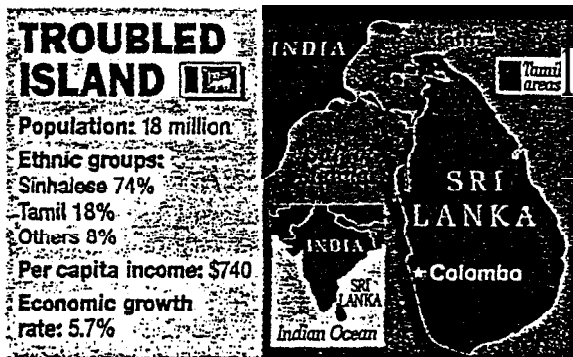 TROUBLED
ISLAND
Population: 18 million
Ethnic groups:
Sinhalese 74%
Tamil 18%
Others 8%
Per capita income: $740
Economic growth
rate: 5.7%
INDIA
Tamil
areas
SRI
LANKA
Colombo
INDIA
SRI
LANKA
Indian Ocean